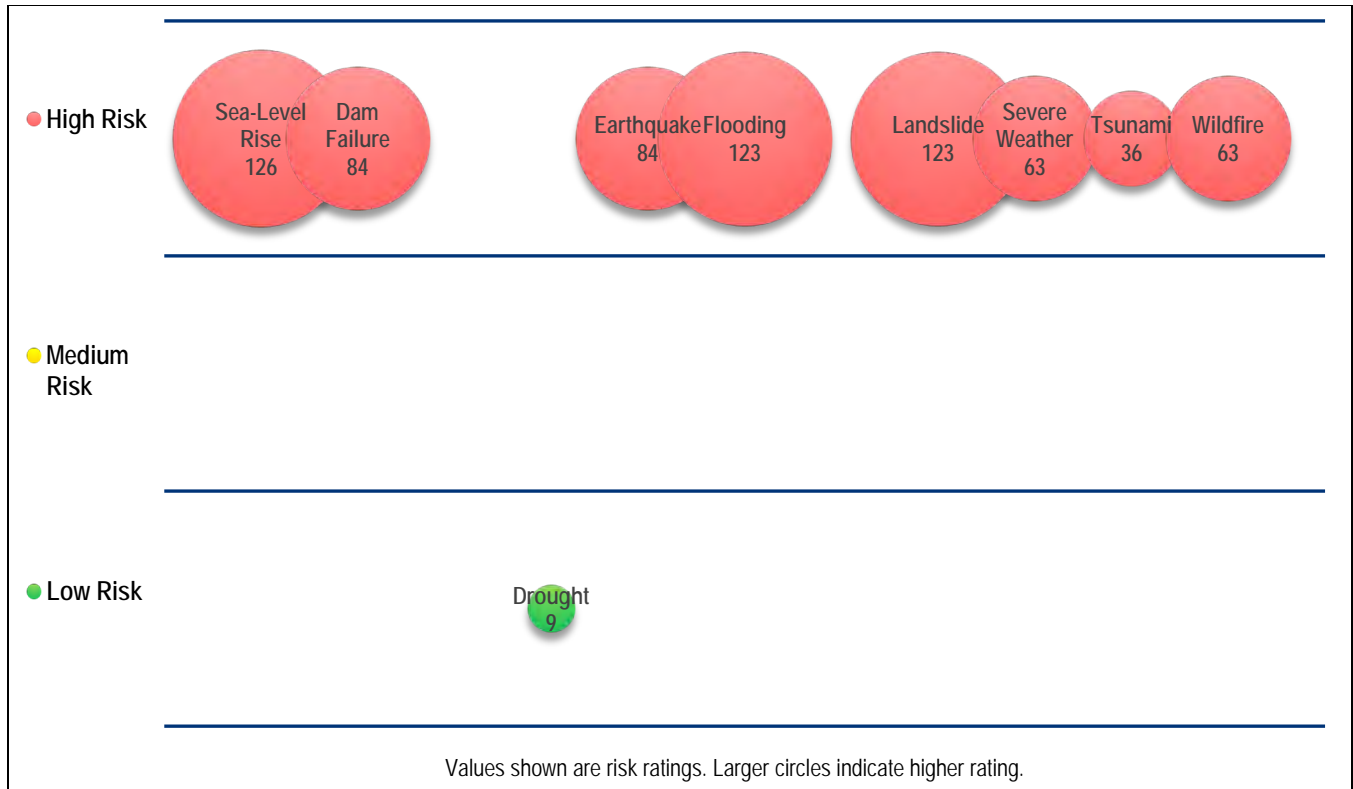 High Risk
Sea-Level
Rise
126
Dam
Failure
84
Earthquake
84
Flooding
123
Landslide
123
Severe
Weather
63
Tsunami
36
Wildfire
63
Medium
Risk
Low Risk
Drought
9
Values shown are risk ratings. Larger circles indicate higher rating.